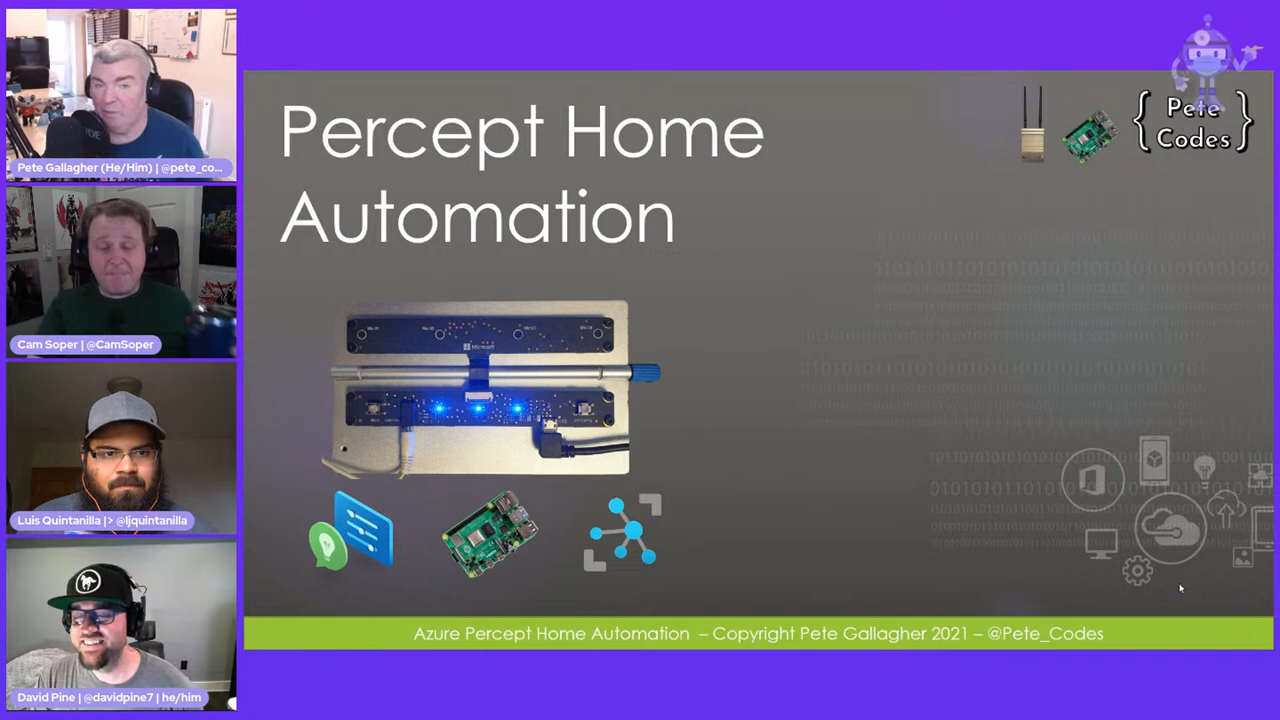 Pete Gallagher (He/Him) | @pete_co...
Cam Soper | @CamSoper
Luis Quintanilla |> @ljquintanilla
David Pine | @davidpine7 | he/him
Percept Home
Automation
{ Pete
Codes }
Microsoft
Azure Percept Home Automation – Copyright Pete Gallagher 2021 – @Pete_Codes